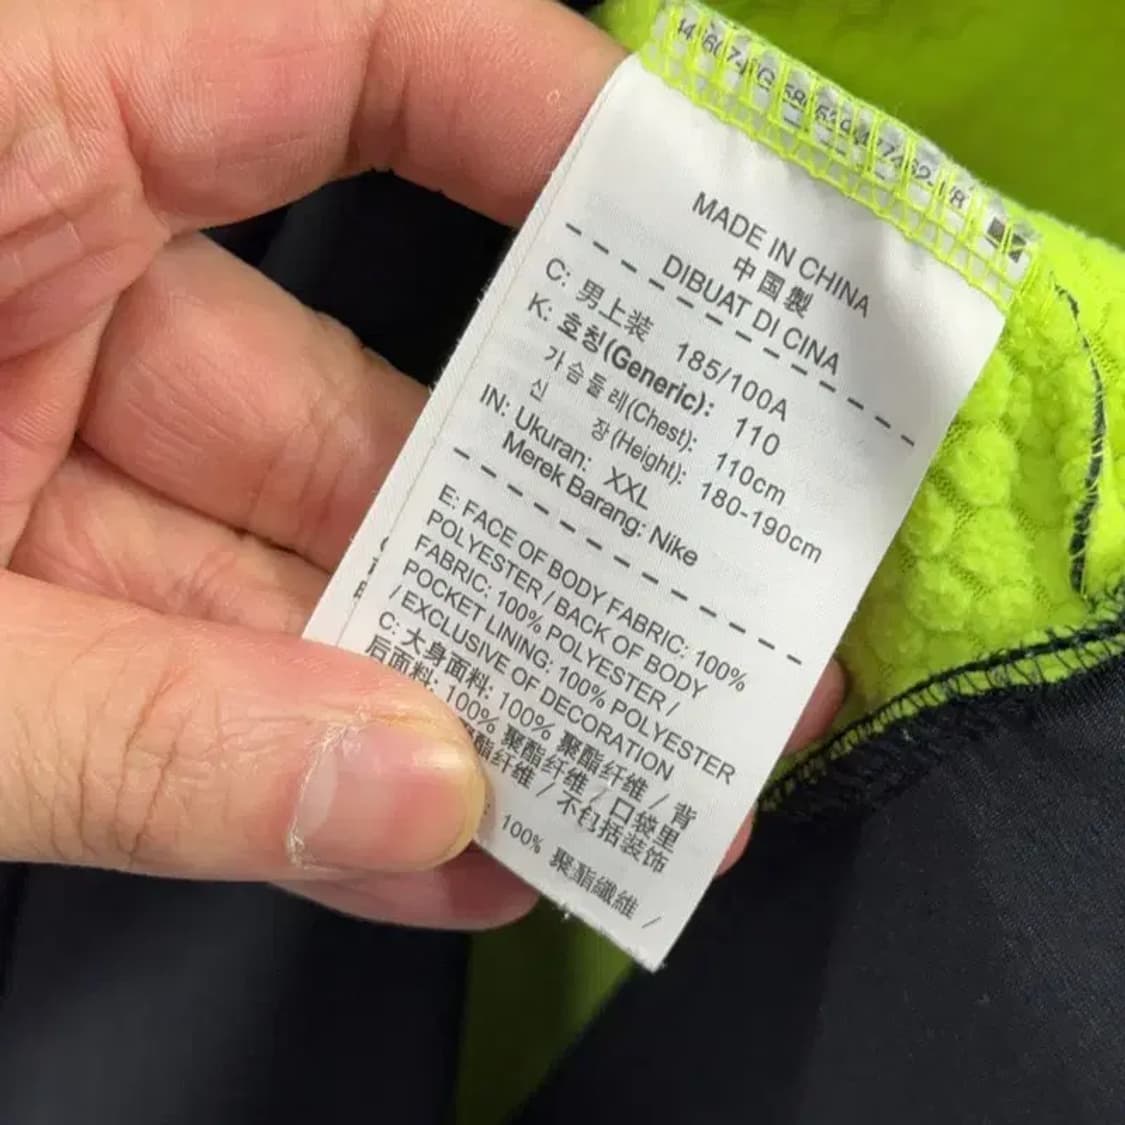 MADE IN CHINA
中国製
DIBUAT DI CINA
C: 男上装 185/100A
K: 호칭(Generic): 110
가슴둘레(Chest): 110cm
신 장(Height): 180-190cm
IN: Ukuran: XXL
Merek Barang: Nike
E: FACE OF BODY FABRIC: 100%
POLYESTER / BACK OF BODY
FABRIC: 100% POLYESTER /
POCKET LINING: 100% POLYESTER
/ EXCLUSIVE OF DECORATION
C: 大身面料: 100% 聚酯纤维 / 背
后面料: 100% 聚酯纤维 / 口袋里
酯纤维 / 不包括装饰
100% 聚酯纖維 /